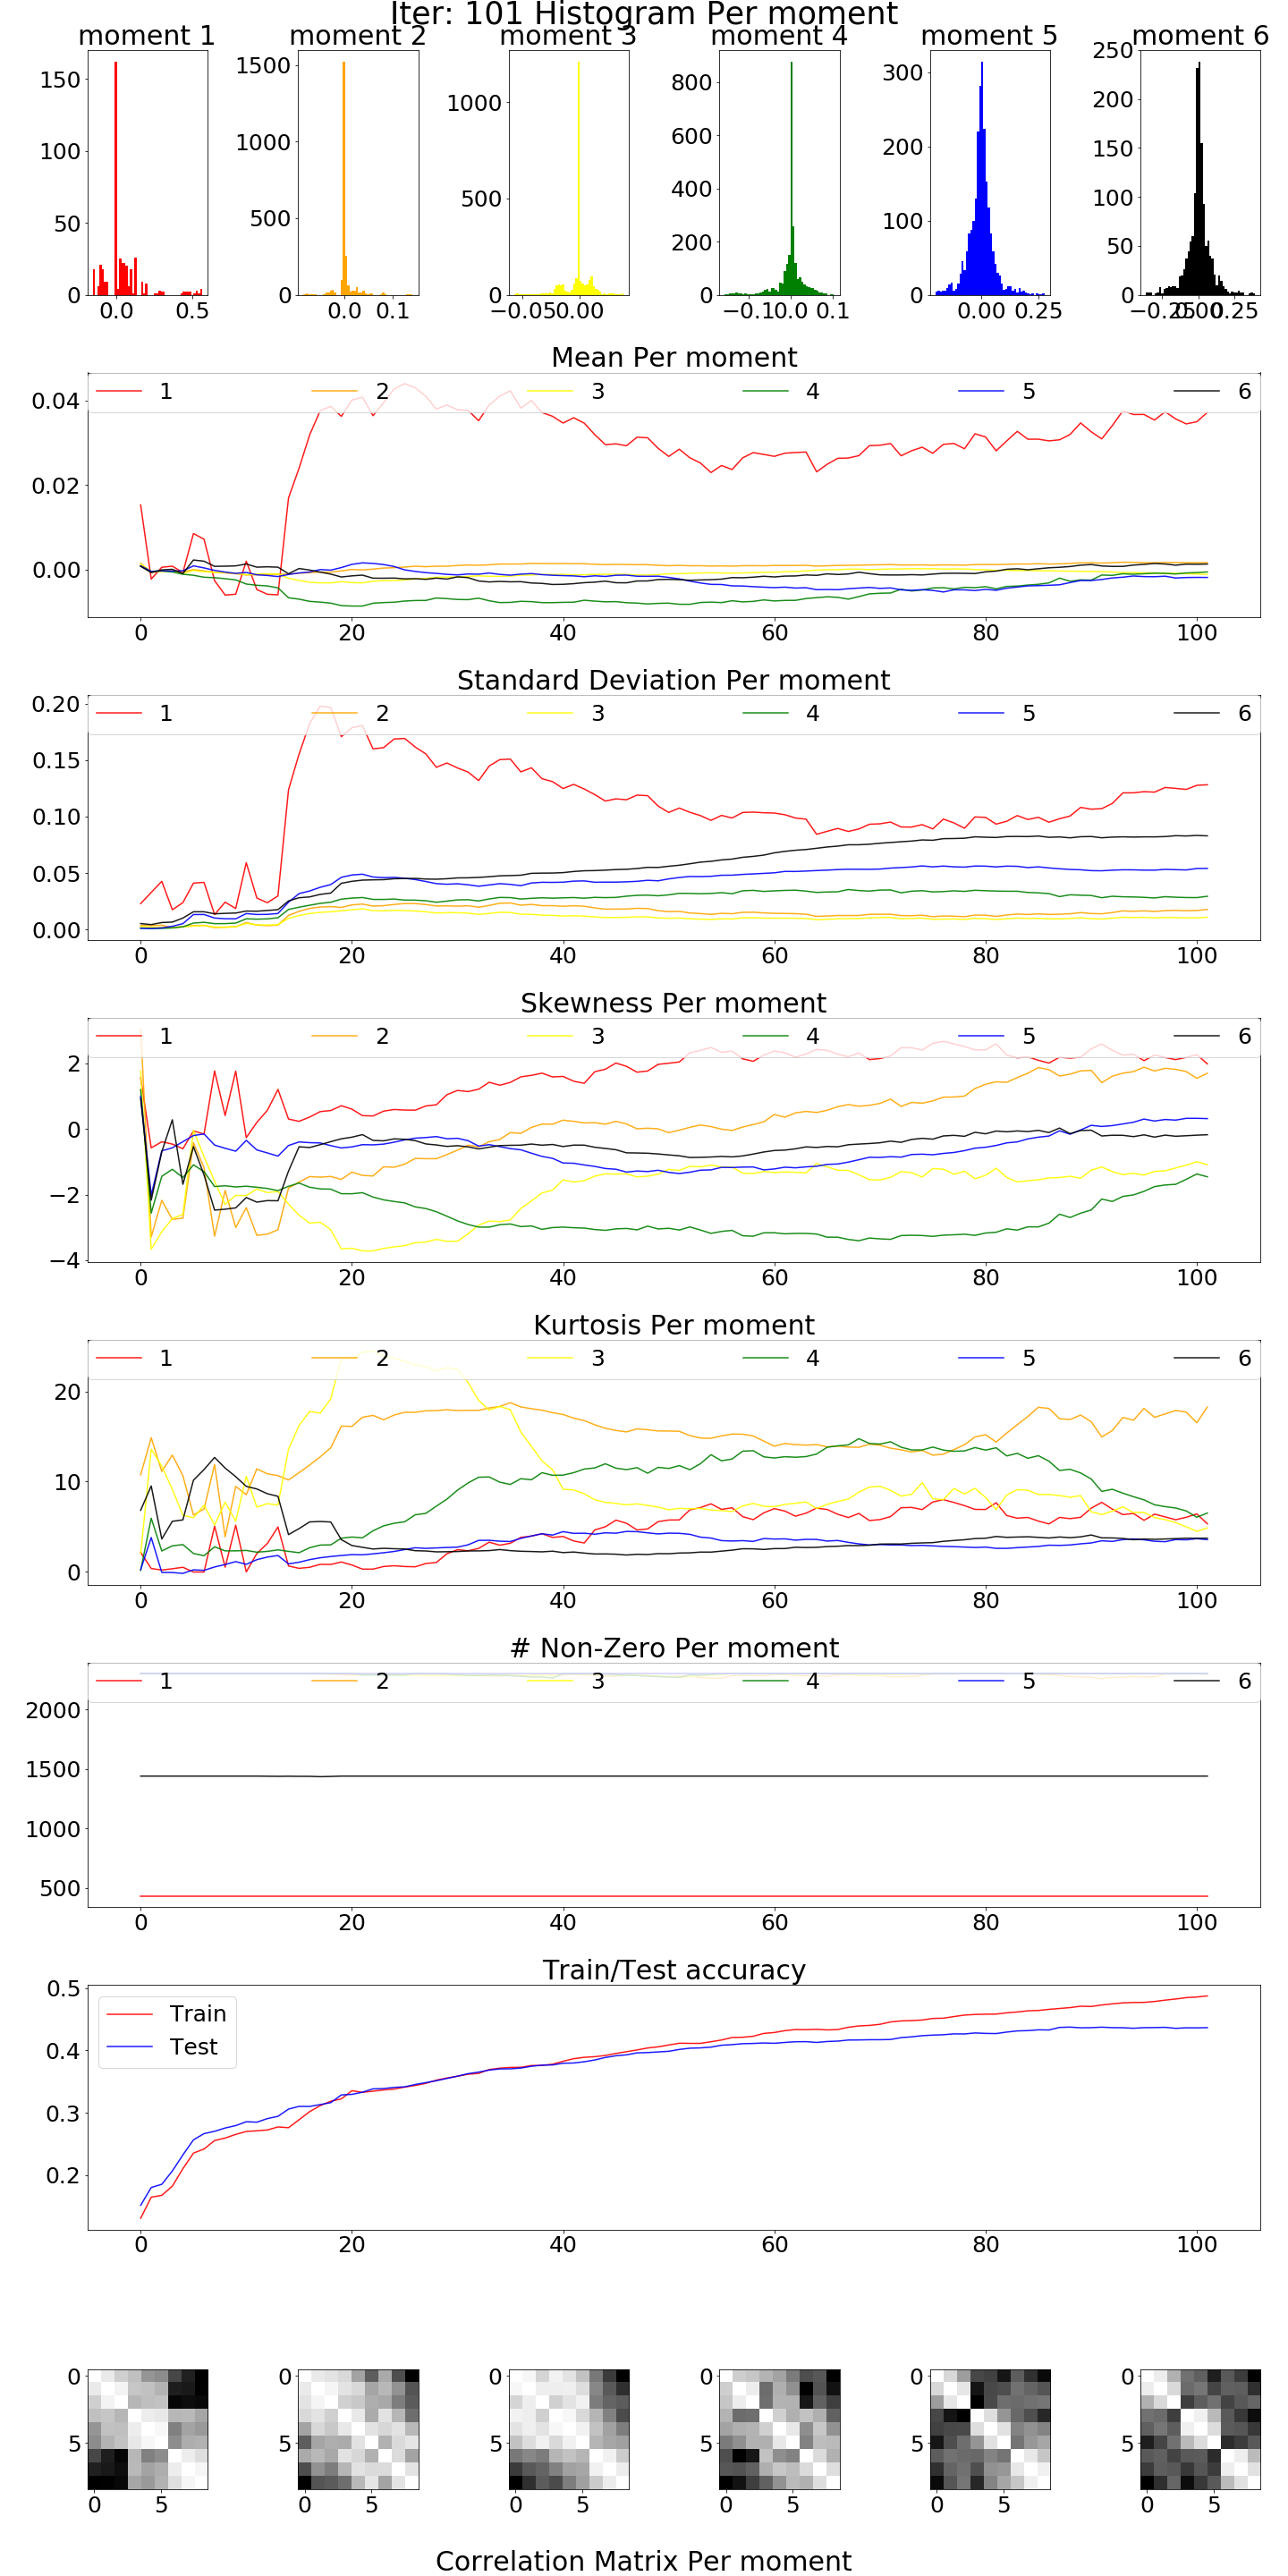 Iter: 101 Histogram Per moment
moment 1 moment 2 moment 3 moment 4 moment 5 moment 6
150 100 50 0 0.0 0.5
1500 1000 500 0 0.0 0.1
1000 500 0 −0.05 0.00
800 600 400 200 0 −0.1 0.0 0.1
300 200 100 0 0.00 0.25
250 200 150 100 50 0 −0.25 0.00 0.25
Mean Per moment
1 2 3 4 5 6
0.04
0.02
0.00
0 20 40 60 80 100
Standard Deviation Per moment
1 2 3 4 5 6
0.20
0.15
0.10
0.05
0.00
0 20 40 60 80 100
Skewness Per moment
1 2 3 4 5 6
2
0
−2
−4
0 20 40 60 80 100
Kurtosis Per moment
1 2 3 4 5 6
20
10
0
0 20 40 60 80 100
# Non-Zero Per moment
1 2 3 4 5 6
2000
1500
1000
500
0 20 40 60 80 100
Train/Test accuracy
0.5
Train
Test
0.4
0.3
0.2
0 20 40 60 80 100
0 0 0 0 0 0
5 5 5 5 5 5
0 5 0 5 0 5 0 5 0 5 0 5
Correlation Matrix Per moment